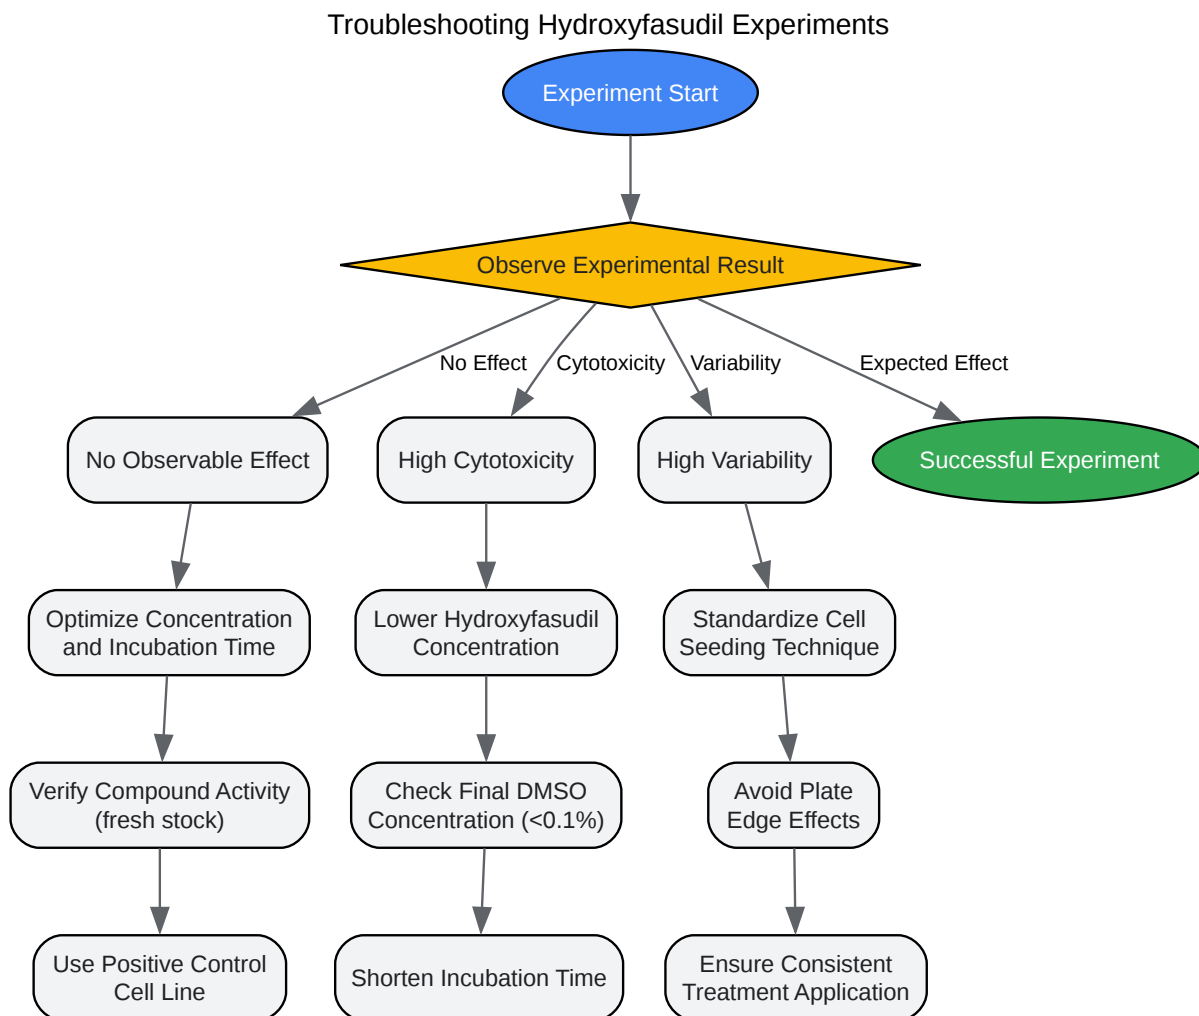 Troubleshooting Hydroxyfasudil Experiments
Experiment Start
Observe Experimental Result
No Effect
Cytotoxicity
Variability
Expected Effect
No Observable Effect
High Cytotoxicity
High Variability
Successful Experiment
Optimize Concentration
and Incubation Time
Lower Hydroxyfasudil
Concentration
Standardize Cell
Seeding Technique
Verify Compound Activity
(fresh stock)
Check Final DMSO
Concentration (<0.1%)
Avoid Plate
Edge Effects
Use Positive Control
Cell Line
Shorten Incubation Time
Ensure Consistent
Treatment Application